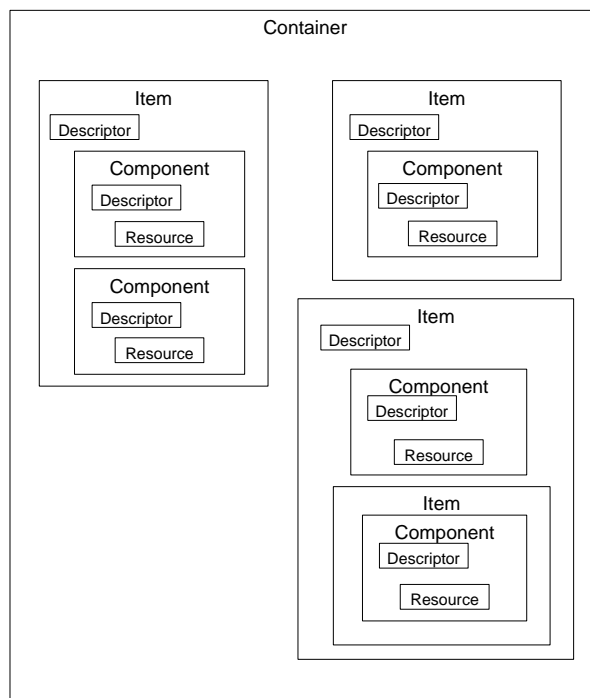 Container
Item
Descriptor
Component
Descriptor
Resource
Component
Descriptor
Resource
Item
Descriptor
Component
Descriptor
Resource
Item
Descriptor
Component
Descriptor
Resource
Item
Component
Descriptor
Resource